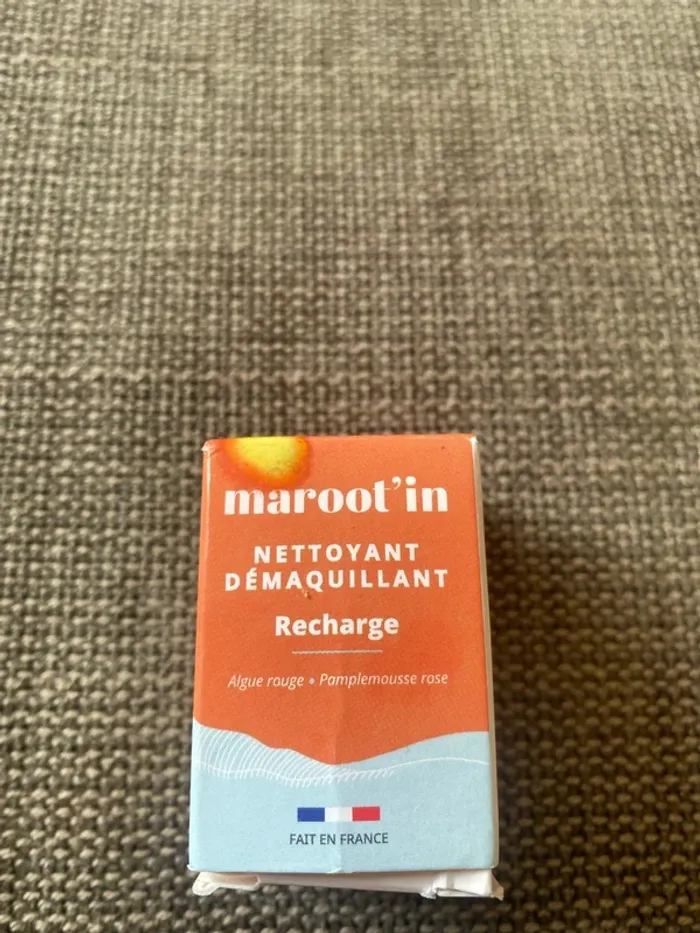 maroot'in
NETTOYANT
DÉMAQUILLANT
Recharge
Algue rouge • Pamplemousse rose
FAIT EN FRANCE